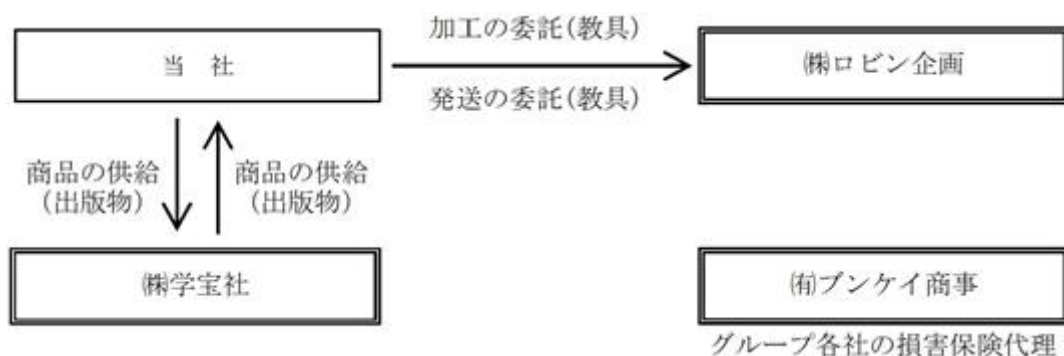 加工の委託(教具)
当 社
㈱ロビン企画
発送の委託(教具)
商品の供給
(出版物)
商品の供給
(出版物)
㈱学宝社
㈲ブンケイ商事
グループ各社の損害保険代理